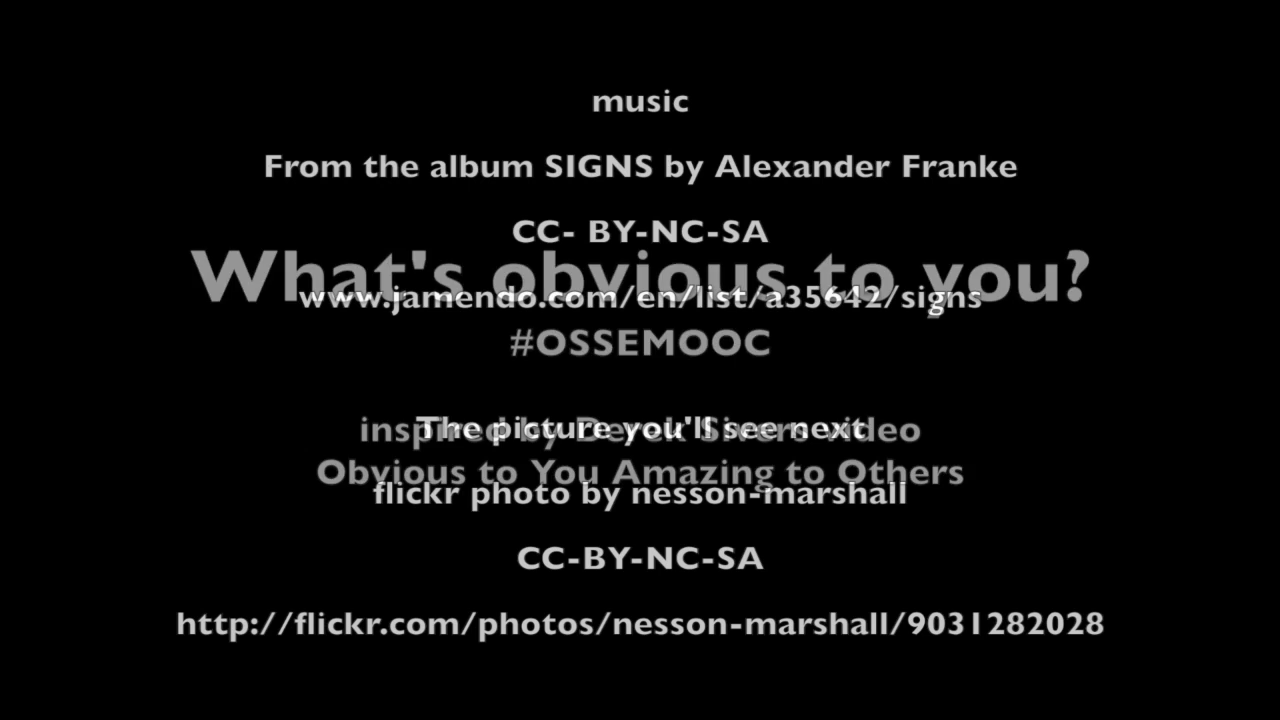 music
From the album SIGNS by Alexander Franke
CC- BY-NC-SA
What's obvious to you?
www.jamendo.com/en/list/a35642/signs
#OSSEMOOC
The picture you'll see next
inspired by Derek Sivers video
Obvious to You Amazing to Others
flickr photo by nesson-marshall
CC-BY-NC-SA
http://flickr.com/photos/nesson-marshall/9031282028